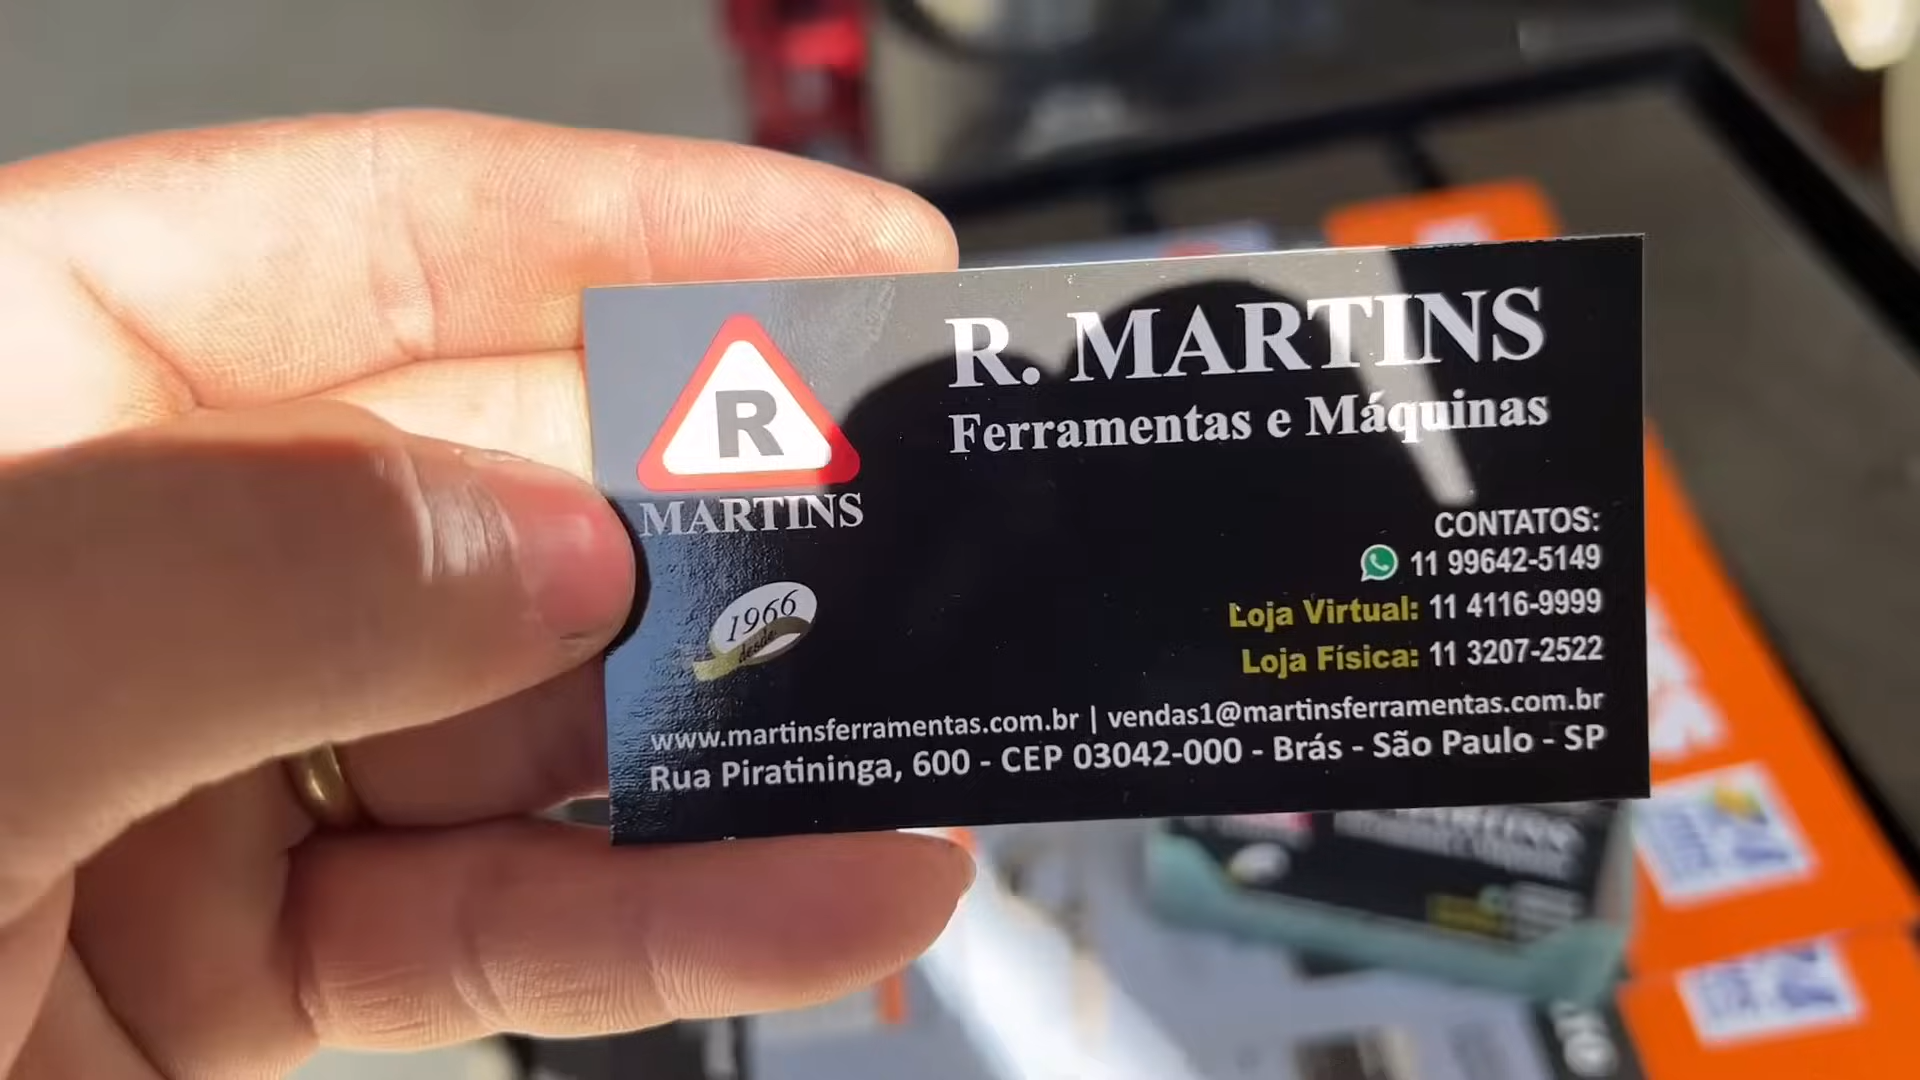 R
MARTINS
1966
desde
R. MARTINS
Ferramentas e Máquinas
CONTATOS:
11 99642-5149
Loja Virtual: 11 4116-9999
Loja Física: 11 3207-2522
www.martinsferramentas.com.br | vendas1@martinsferramentas.com.br
Rua Piratininga, 600 - CEP 03042-000 - Brás - São Paulo - SP